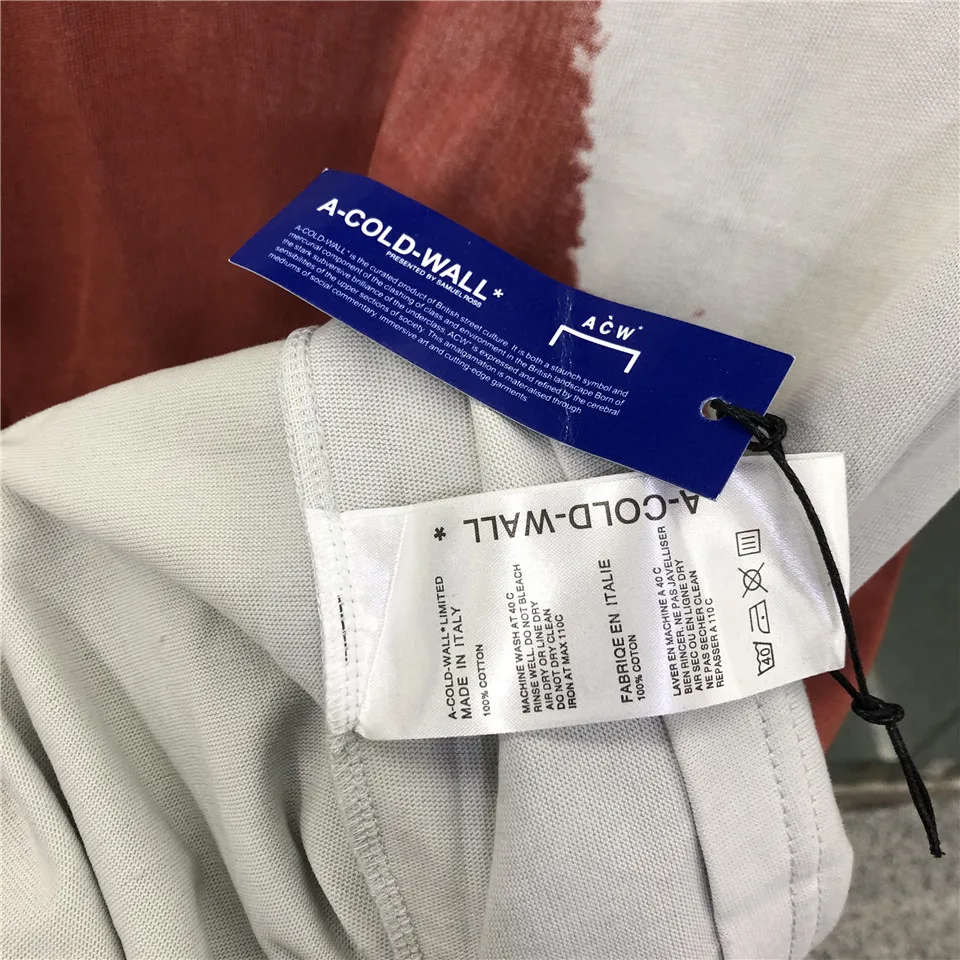 A-COLD-WALL*
PRESENTED BY SAMUEL ROSS
A-COLD-WALL* is the curated product of British street culture. It is both a staunch symbol and
mercurial component of the clashing of class and environment in the British landscape Born of
the stark subversive brilliance of the underclass. ACW* is expressed and refined by the cerebral
sensibilities of the upper sections of society. This amalgamation is materialised through
mediums of social commentary, immersive art and cutting-edge garments.
ACW*
A-COLD-WALL
*
A-COLD-WALL*LIMITED
MADE IN ITALY
100% COTTON
MACHINE WASH AT 40 C
RINSE WELL. DO NOT BLEACH
AIR DRY OR LINE DRY
DO NOT DRY CLEAN
IRON AT MAX 110C
FABRIQE EN ITALIE
100% COTTON
LAVER EN MACHINE A 40 C
BIEN RINCER. NE PAS JAVELLISER
AIR SEC OU EN LIGNE DRY
NE PAS SECHER CLEAN
REPASSER A 110 C
40